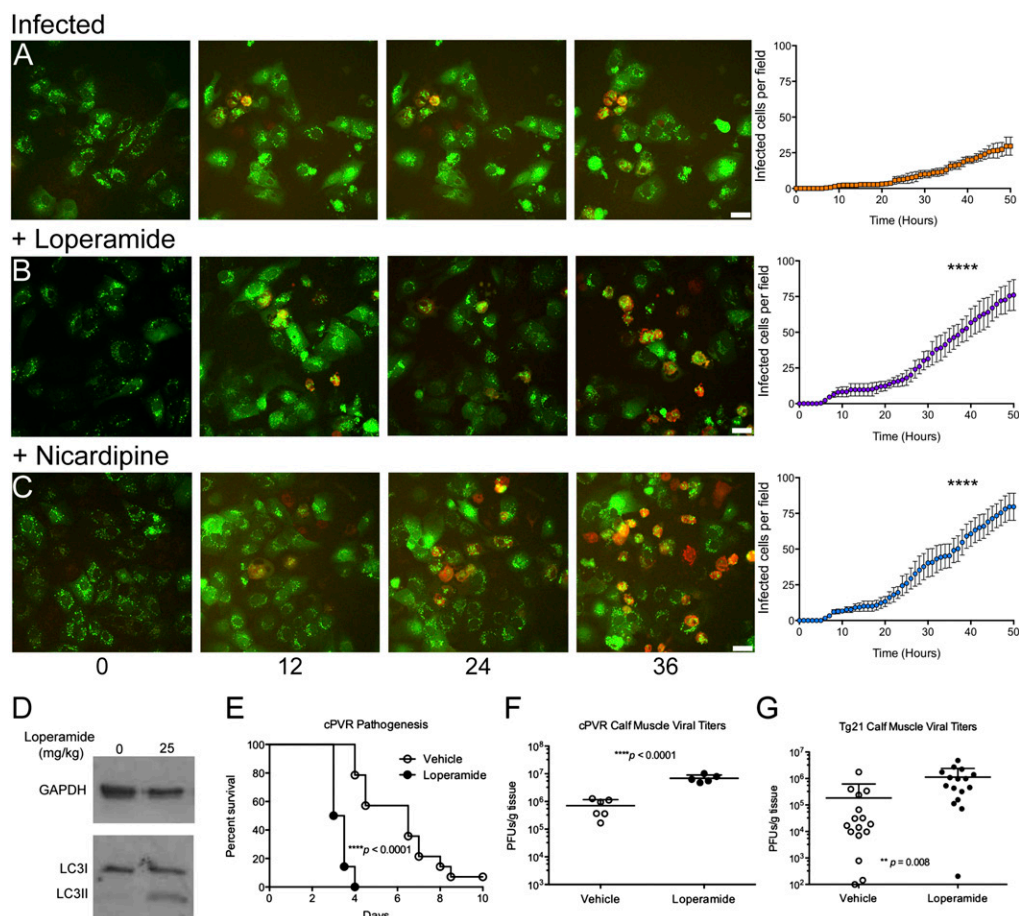 Infected
A
Infected cells per field
100
75
50
25
0
0 10 20 30 40 50
Time (Hours)
+ Loperamide
B
Infected cells per field
100
75
50
25
0
****
0 10 20 30 40 50
Time (Hours)
+ Nicardipine
C
Infected cells per field
100
75
50
25
0
****
0 10 20 30 40 50
Time (Hours)
0 12 24 36
D
Loperamide
(mg/kg)
0 25
GAPDH
LC3I
LC3II
E
cPVR Pathogenesis
Percent survival
100
80
60
40
20
0
Vehicle
Loperamide
****p < 0.0001
0 1 2 3 4 5 6 7 8 9 10
Days
F
cPVR Calf Muscle Viral Titers
PFUs/g tissue
10⁸
10⁷
10⁶
10⁵
10⁴
10³
****p < 0.0001
Vehicle Loperamide
G
Tg21 Calf Muscle Viral Titers
PFUs/g tissue
10⁷
10⁶
10⁵
10⁴
10³
10²
** p = 0.008
Vehicle Loperamide